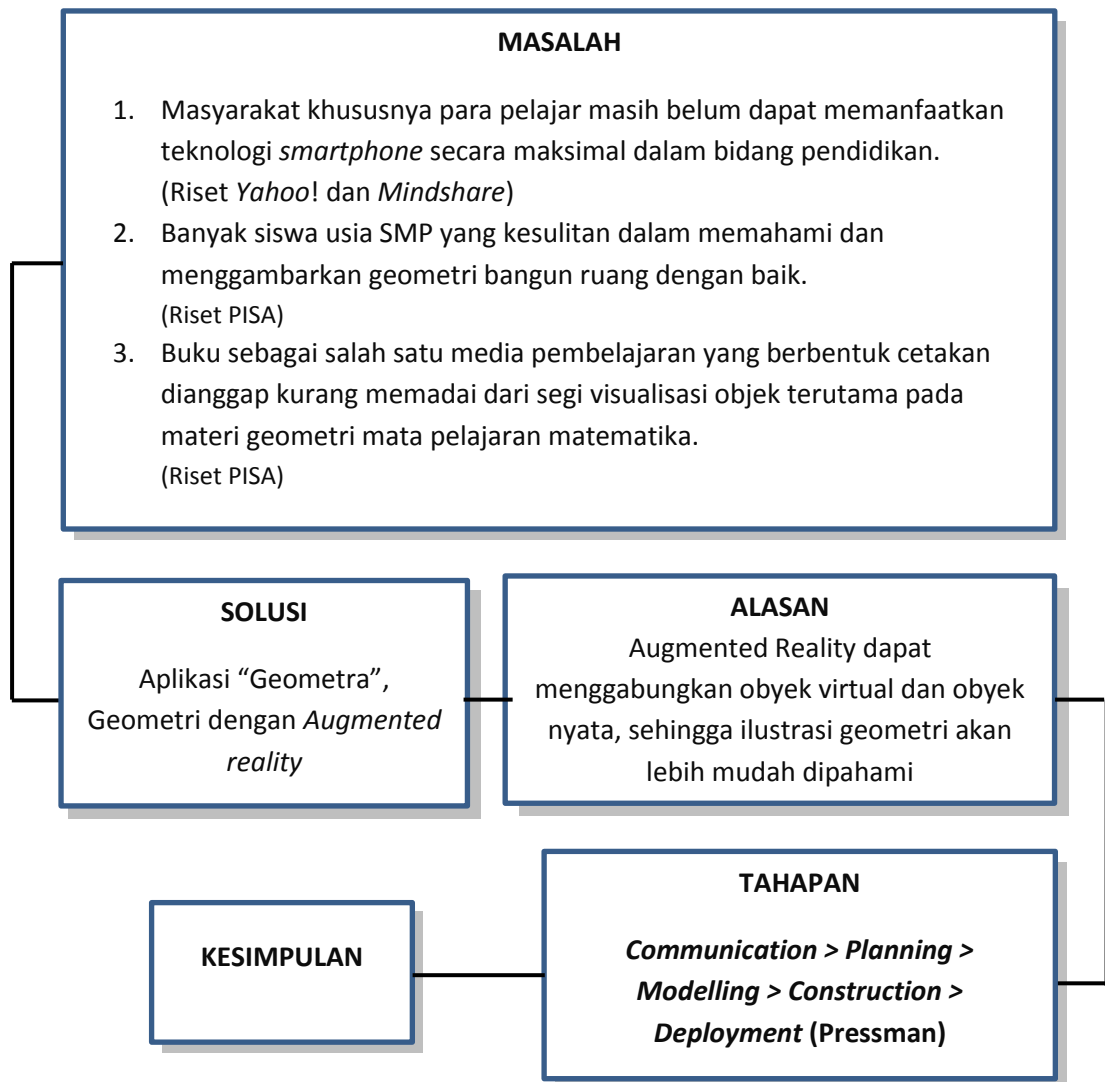 MASALAH
1. Masyarakat khususnya para pelajar masih belum dapat memanfaatkan
teknologi smartphone secara maksimal dalam bidang pendidikan.
(Riset Yahoo! dan Mindshare)
2. Banyak siswa usia SMP yang kesulitan dalam memahami dan
menggambarkan geometri bangun ruang dengan baik.
(Riset PISA)
3. Buku sebagai salah satu media pembelajaran yang berbentuk cetakan
dianggap kurang memadai dari segi visualisasi objek terutama pada
materi geometri mata pelajaran matematika.
(Riset PISA)
SOLUSI
Aplikasi “Geometra”,
Geometri dengan Augmented
reality
ALASAN
Augmented Reality dapat
menggabungkan obyek virtual dan obyek
nyata, sehingga ilustrasi geometri akan
lebih mudah dipahami
TAHAPAN
Communication > Planning >
Modelling > Construction >
Deployment (Pressman)
KESIMPULAN